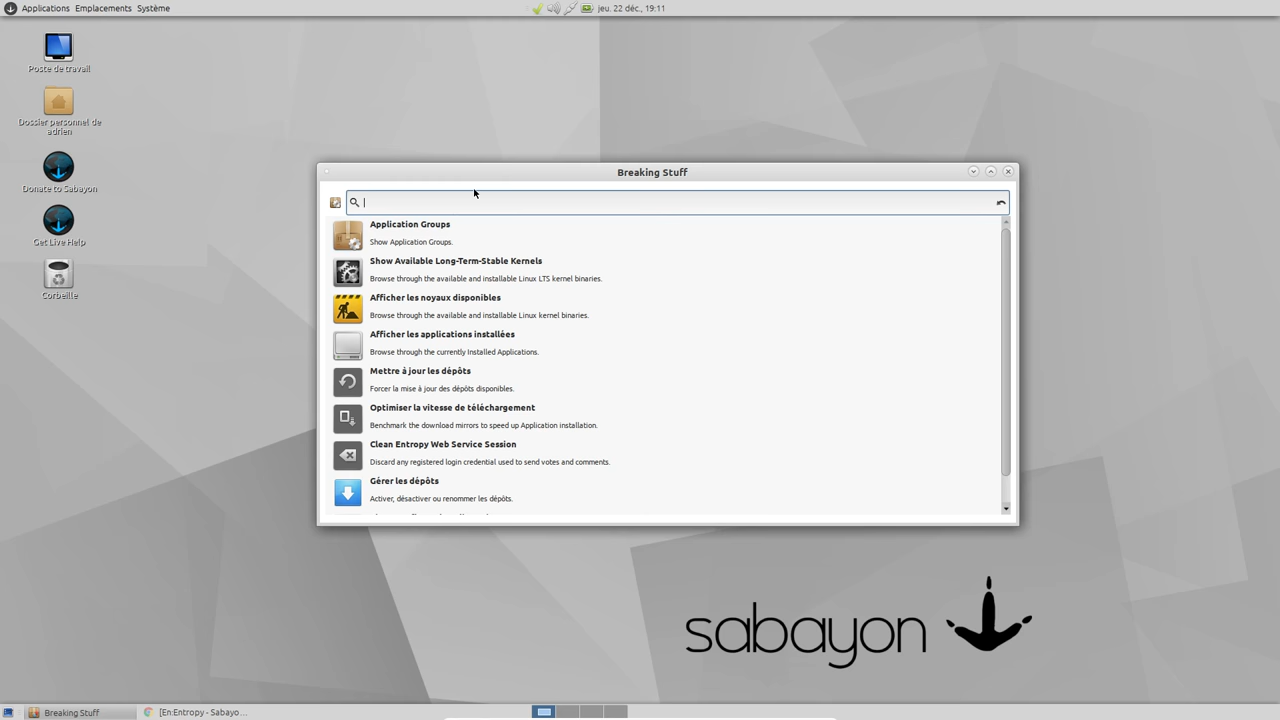 Applications Emplacements Système
jeu. 22 déc., 19:11
Poste de travail
Dossier personnel de
adrien
Donate to Sabayon
Get Live Help
Corbeille
Breaking Stuff
Application Groups
Show Application Groups.
Show Available Long-Term-Stable Kernels
Browse through the available and installable Linux LTS kernel binaries.
Afficher les noyaux disponibles
Browse through the available and installable Linux kernel binaries.
Afficher les applications installées
Browse through the currently Installed Applications.
Mettre à jour les dépôts
Forcer la mise à jour des dépôts disponibles.
Optimiser la vitesse de téléchargement
Benchmark the download mirrors to speed up Application installation.
Clean Entropy Web Service Session
Discard any registered login credential used to send votes and comments.
Gérer les dépôts
Activer, désactiver ou renommer les dépôts.
sabayon
Breaking Stuff
[En:Entropy - Sabayo...